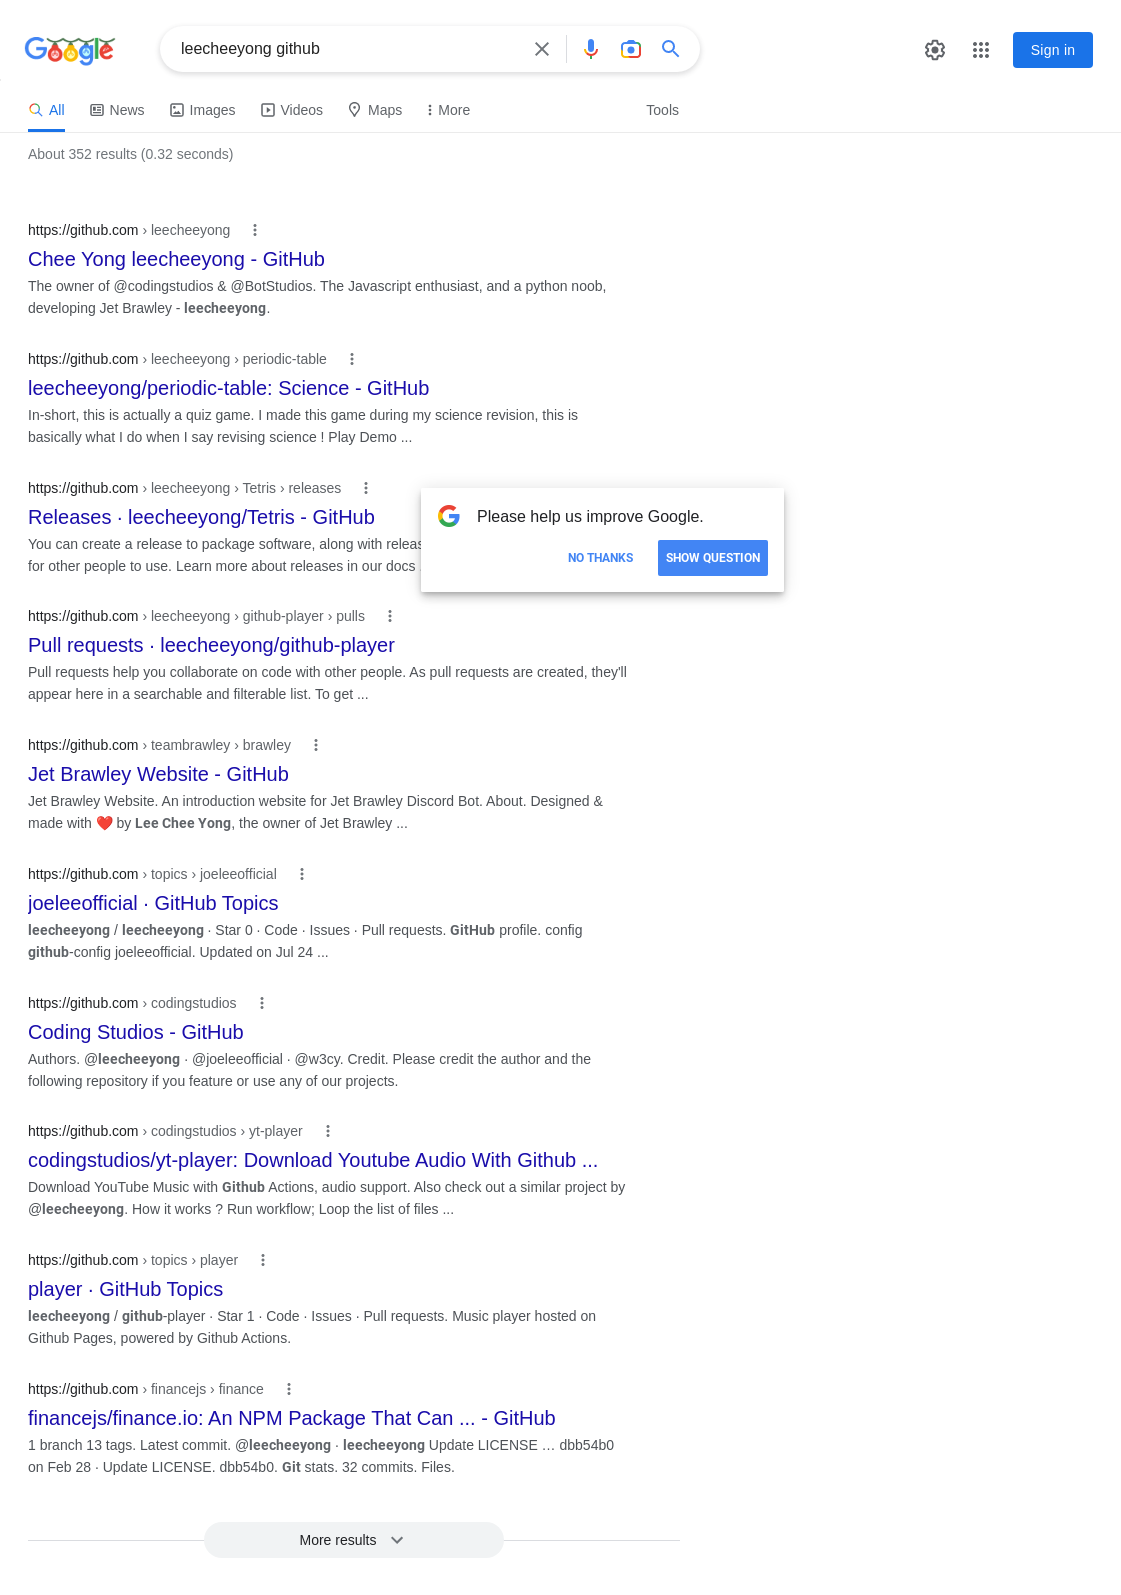 Google
leecheeyong github
Sign in
All
News
Images
Videos
Maps
More
Tools
About 352 results (0.32 seconds)
https://github.com › leecheeyong
Chee Yong leecheeyong - GitHub
The owner of @codingstudios & @BotStudios. The Javascript enthusiast, and a python noob,
developing Jet Brawley - leecheeyong.
https://github.com › leecheeyong › periodic-table
leecheeyong/periodic-table: Science - GitHub
In-short, this is actually a quiz game. I made this game during my science revision, this is
basically what I do when I say revising science ! Play Demo ...
https://github.com › leecheeyong › Tetris › releases
Releases · leecheeyong/Tetris - GitHub
You can create a release to package software, along with
for other people to use. Learn more about releases in our docs
Please help us improve Google.
NO THANKS
SHOW QUESTION
https://github.com › leecheeyong › github-player › pulls
Pull requests · leecheeyong/github-player
Pull requests help you collaborate on code with other people. As pull requests are created, they'll
appear here in a searchable and filterable list. To get ...
https://github.com › teambrawley › brawley
Jet Brawley Website - GitHub
Jet Brawley Website. An introduction website for Jet Brawley Discord Bot. About. Designed &
made with ❤️ by Lee Chee Yong, the owner of Jet Brawley ...
https://github.com › topics › joeleeofficial
joeleeofficial · GitHub Topics
leecheeyong / leecheeyong · Star 0 · Code · Issues · Pull requests. GitHub profile. config
github-config joeleeofficial. Updated on Jul 24 ...
https://github.com › codingstudios
Coding Studios - GitHub
Authors. @leecheeyong · @joeleeofficial · @w3cy. Credit. Please credit the author and the
following repository if you feature or use any of our projects.
https://github.com › codingstudios › yt-player
codingstudios/yt-player: Download Youtube Audio With Github ...
Download YouTube Music with Github Actions, audio support. Also check out a similar project by
@leecheeyong. How it works ? Run workflow; Loop the list of files ...
https://github.com › topics › player
player · GitHub Topics
leecheeyong / github-player · Star 1 · Code · Issues · Pull requests. Music player hosted on
Github Pages, powered by Github Actions.
https://github.com › financejs › finance
financejs/finance.io: An NPM Package That Can ... - GitHub
1 branch 13 tags. Latest commit. @leecheeyong · leecheeyong Update LICENSE … dbb54b0
on Feb 28 · Update LICENSE. dbb54b0. Git stats. 32 commits. Files.
More results